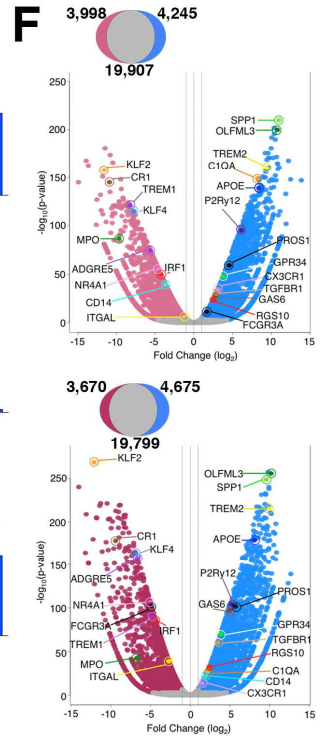 F
3,998 4,245
19,907
250
200
150
100
50
0
-log10(p-value)
SPP1
OLFML3
TREM2
C1QA
APOE
P2Ry12
PROS1
GPR34
CX3CR1
TGFBR1
GAS6
RGS10
FCGR3A
KLF2
CR1
TREM1
KLF4
MPO
ADGRE5
IRF1
NR4A1
CD14
ITGAL
-15 -10 -5 0 5 10 15
Fold Change (log2)
3,670 4,675
19,799
250
200
150
100
50
0
-log10(p-value)
KLF2
OLFML3
SPP1
TREM2
CR1
KLF4
APOE
ADGRE5
P2Ry12
PROS1
NR4A1
GAS6
FCGR3A
IRF1
GPR34
TREM1
TGFBR1
MPO
RGS10
ITGAL
C1QA
CD14
CX3CR1
-15 -10 -5 0 5 10 15
Fold Change (log2)